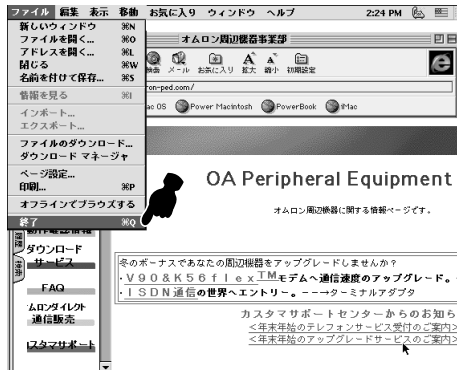 ファイル 編集 表示 移動 お気に入り ウィンドウ ヘルプ 2:24 PM
新しいウィンドウ ⌘N
ファイルを開く... ⌘O
アドレスを開く... ⌘L
閉じる ⌘W
名前を付けて保存... ⌘S
情報を見る ⌘I
インポート...
エクスポート...
ファイルのダウンロード...
ダウンロード マネージャ
ページ設定...
印刷... ⌘P
オフラインでブラウズする
終了 ⌘Q
オムロン周辺機器事業部
検索 メール お気に入り 拡大 縮小 初期設定
ron-ped.com/
ac OS Power Macintosh PowerBook iMac
OA Peripheral Equipment
オムロン周辺機器に関する情報ページです。
履歴
検索
動作確認情報
ダウンロード
サービス
FAQ
オムロンダイレクト
通信販売
カスタマサポート
冬のボーナスであなたの周辺機器をアップグレードしませんか?
・V90&K56flex™モデムへ通信速度のアップグレード。
・ISDN通信の世界へエントリー。--→ターミナルアダプタ
カスタマサポートセンターからのお知ら
<年末年始のテレフォンサービス受付のご案内>
<年末年始のアップグレードサービスのご案内>